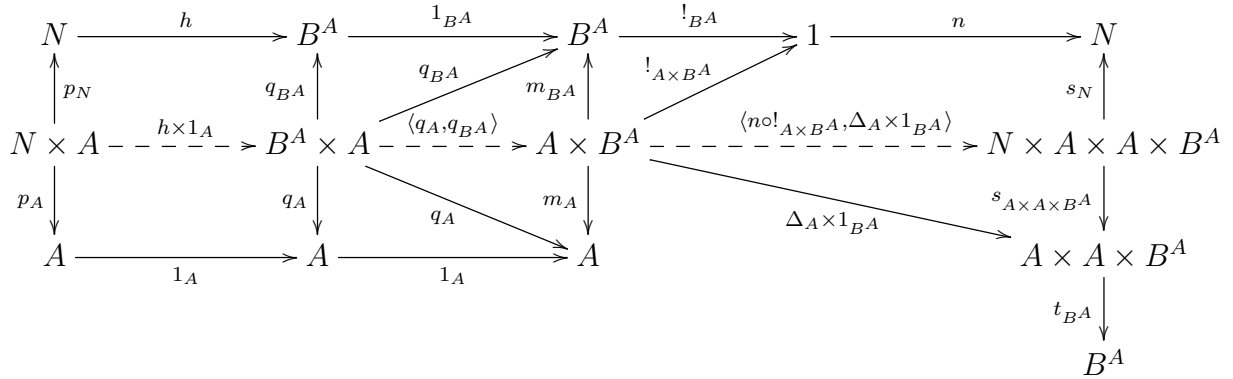 h 1_{B^A} !_{B^A} n
N B^A B^A 1 N
q_{B^A} !_{A×B^A}
p_N q_{B^A} m_{B^A} s_N
h×1_A ⟨q_A,q_{B^A}⟩ ⟨n∘!_{A×B^A},Δ_A×1_{B^A}⟩
N × A B^A × A A × B^A N × A × A × B^A
p_A q_A q_A m_A Δ_A×1_{B^A} s_{A×A×B^A}
A A A A × A × B^A
1_A 1_A
t_{B^A}
B^A